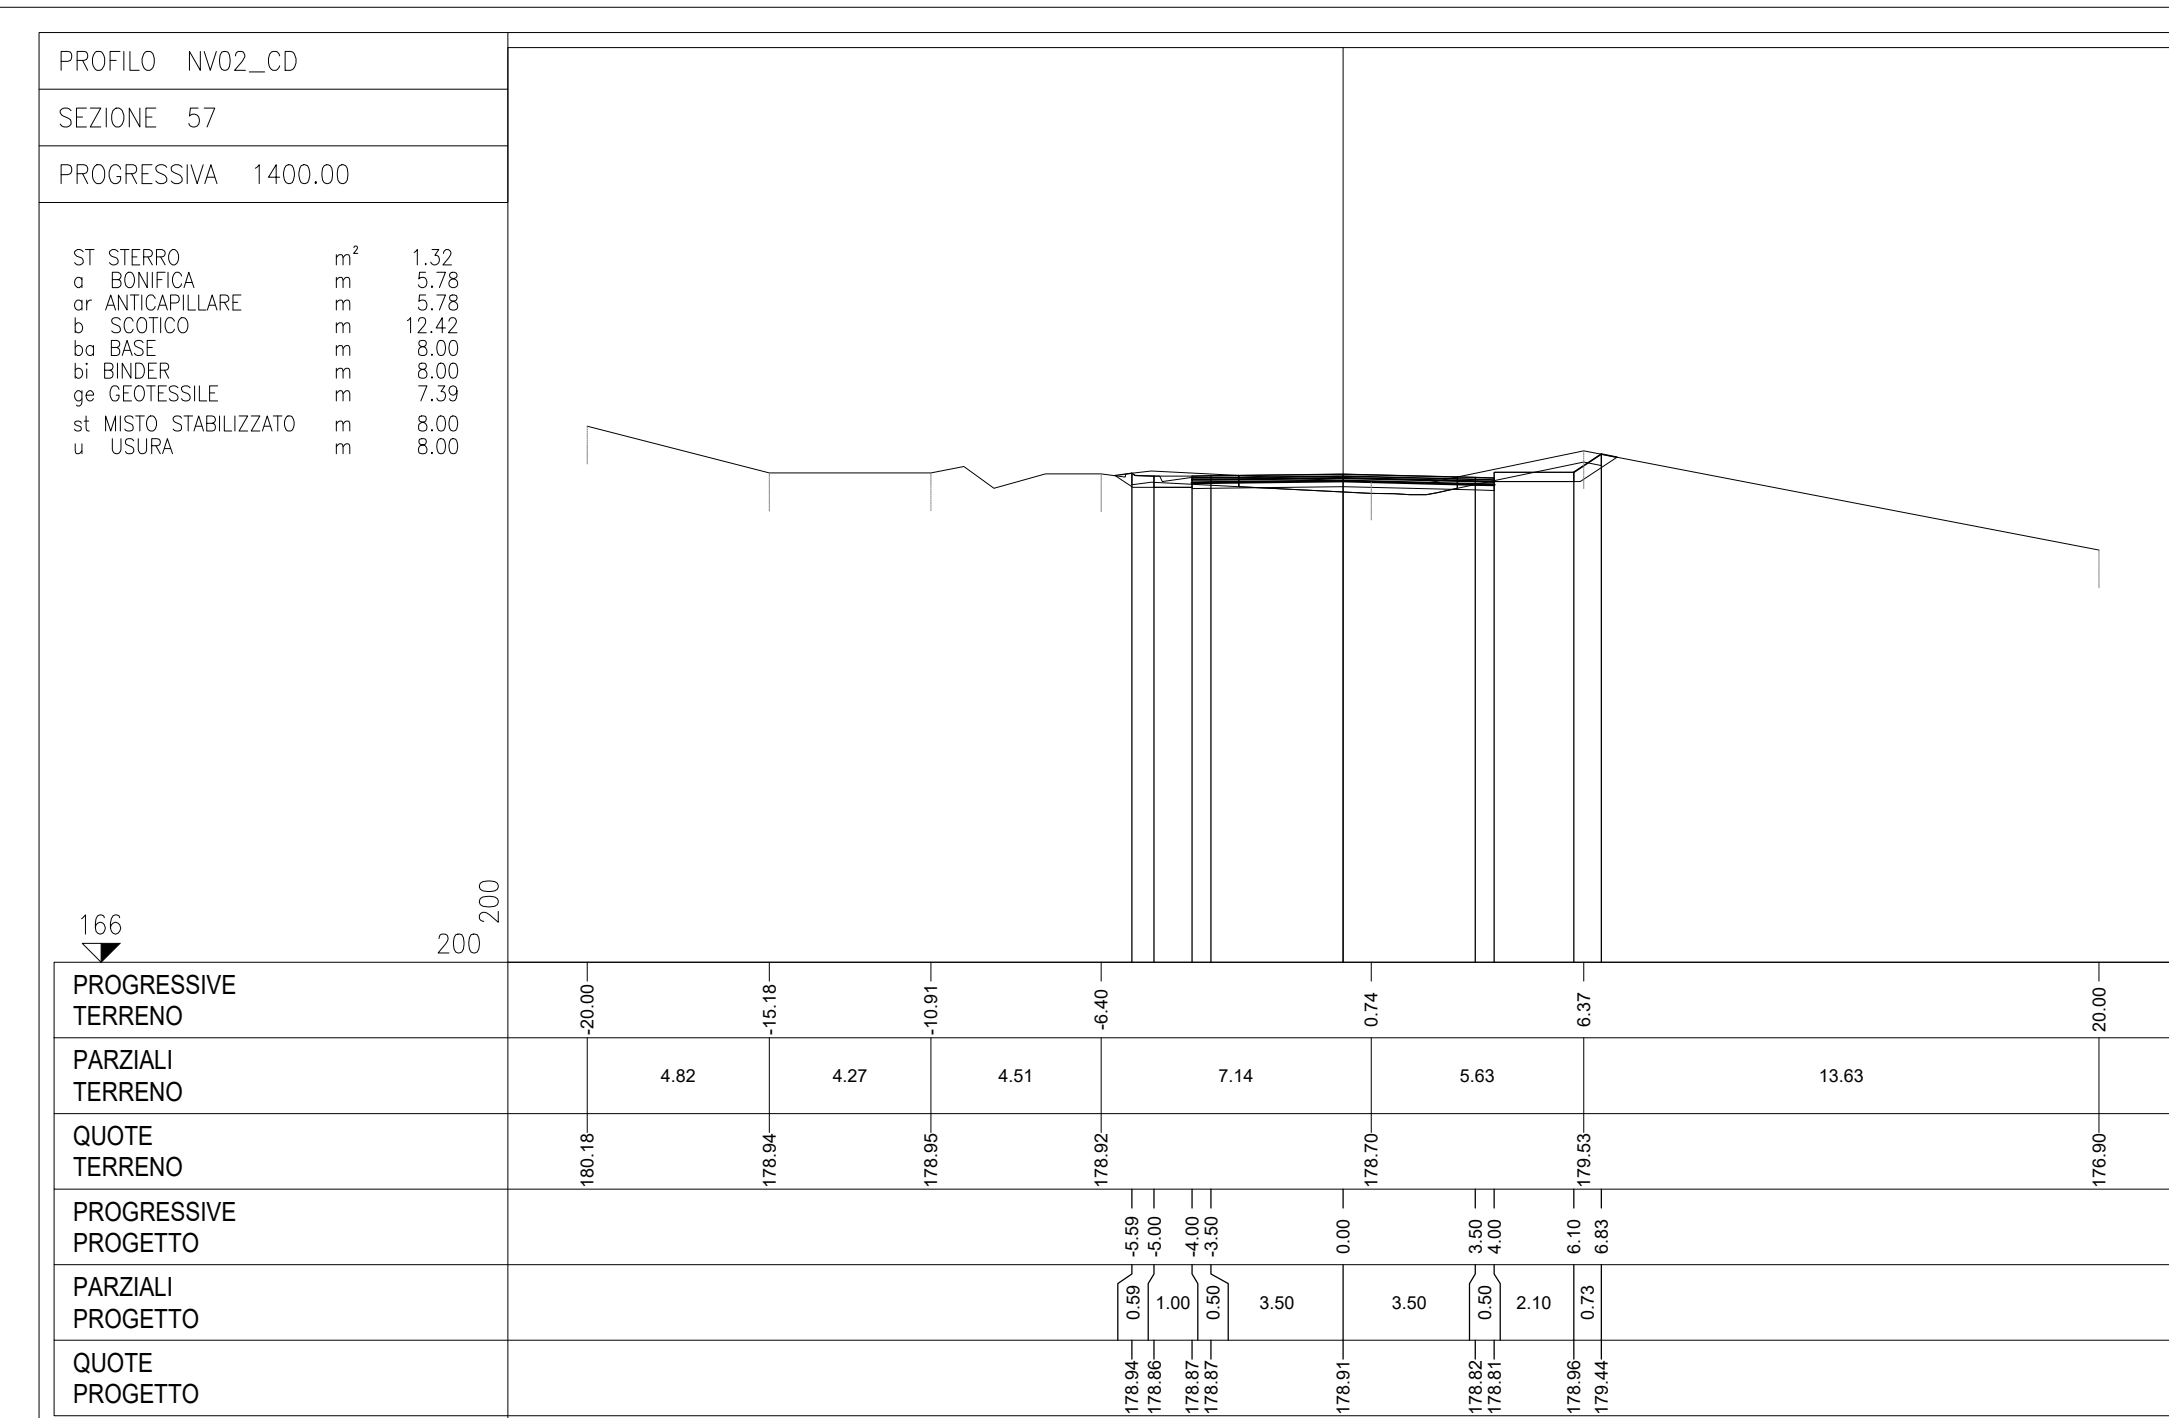 PROFILO NV02_CD
SEZIONE 57
PROGRESSIVA 1400.00
ST STERRO m² 1.32
a BONIFICA m 5.78
ar ANTICAPILLARE m 5.78
b SCOTICO m 12.42
ba BASE m 8.00
bi BINDER m 8.00
ge GEOTESSILE m 7.39
st MISTO STABILIZZATO m 8.00
u USURA m 8.00
200
166
200
PROGRESSIVE
TERRENO
-20.00 -15.18 -10.91 -6.40 0.74 6.37 20.00
PARZIALI
TERRENO
4.82 4.27 4.51 7.14 5.63 13.63
QUOTE
TERRENO
180.18 178.94 178.95 178.92 178.70 179.53 176.90
PROGRESSIVE
PROGETTO
-5.59 -5.00 -4.00 -3.50 0.00 3.50 4.00 6.10 6.83
PARZIALI
PROGETTO
0.59 1.00 0.50 3.50 3.50 0.50 2.10 0.73
QUOTE
PROGETTO
178.94 178.86 178.87 178.87 178.91 178.82 178.81 178.96 179.44